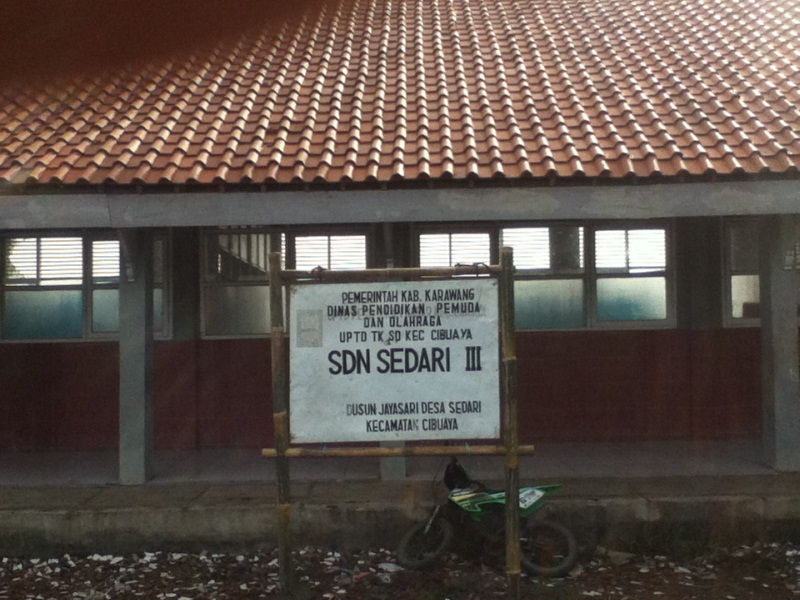 PEMERINTAH KAB. KARAWANG
DINAS PENDIDIKAN PEMUDA
DAN OLAHRAGA
UPTD TK SD KEC CIBUAYA
SDN SEDARI III
DUSUN JAYASARI DESA SEDARI
KECAMATAN CIBUAYA